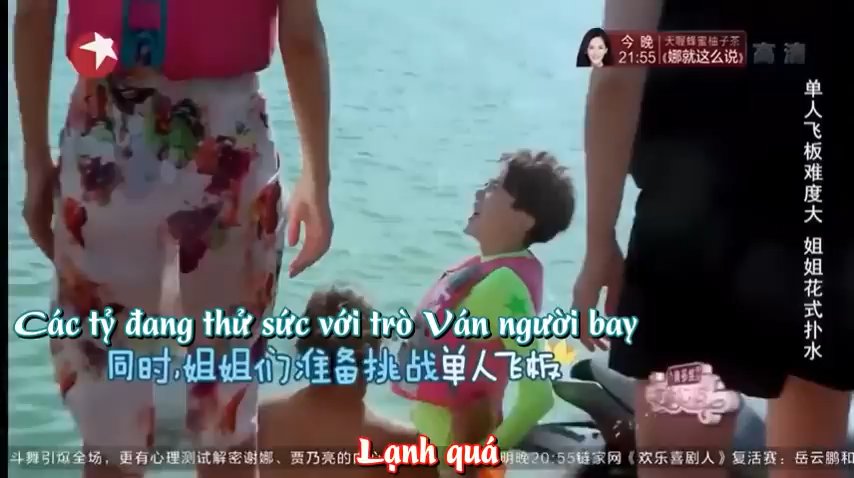 今晚
21:55
天喔蜂蜜柚子茶
《娜就这么说》
高清
单人飞板难度大 姐姐花式扑水
Các tỷ đang thử sức với trò Ván người bay
同时,姐姐们准备挑战单人飞板
Lạnh quá
斗舞引爆全场，更有心理测试解密谢娜、贾乃亮的内心 明晚20:55链家网《欢乐喜剧人》复活赛：岳云鹏和